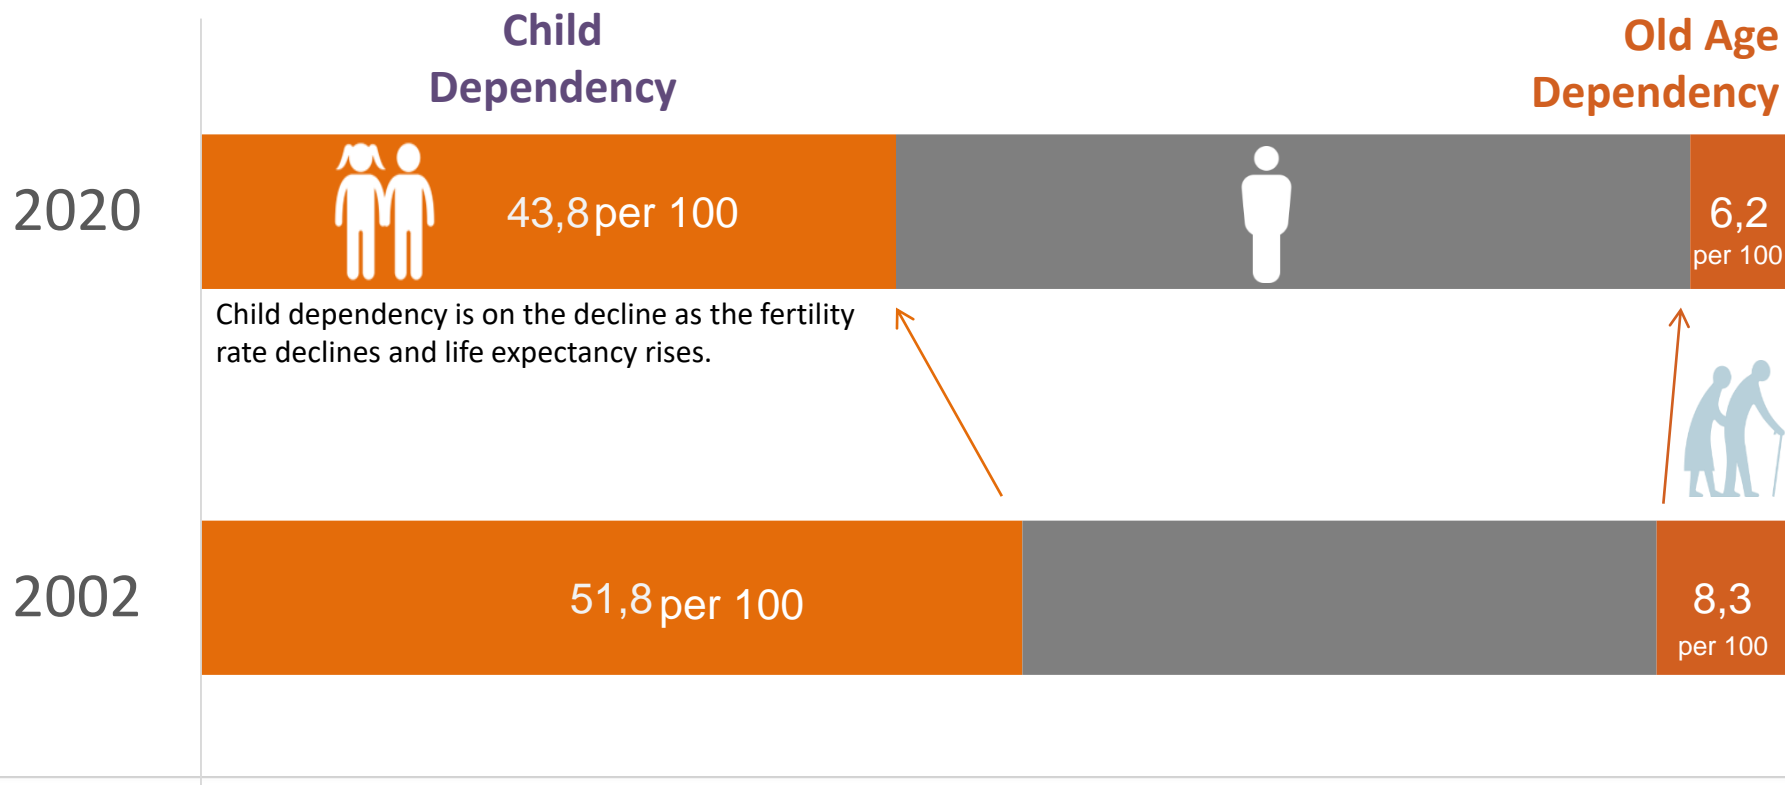 Child
Dependency
Old Age
Dependency
2020
43,8 per 100
6,2
per 100
Child dependency is on the decline as the fertility
rate declines and life expectancy rises.
2002
51,8 per 100
8,3
per 100